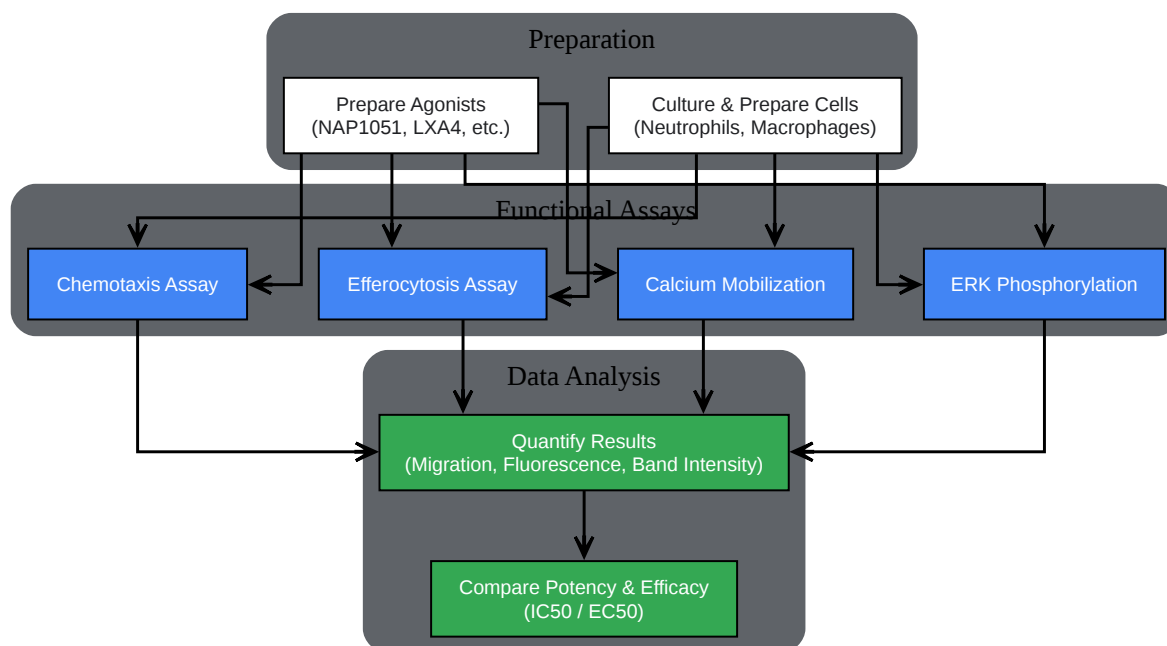 Preparation
Prepare Agonists
(NAP1051, LXA4, etc.)
Culture & Prepare Cells
(Neutrophils, Macrophages)
Functional Assays
Chemotaxis Assay
Efferocytosis Assay
Calcium Mobilization
ERK Phosphorylation
Data Analysis
Quantify Results
(Migration, Fluorescence, Band Intensity)
Compare Potency & Efficacy
(IC50 / EC50)